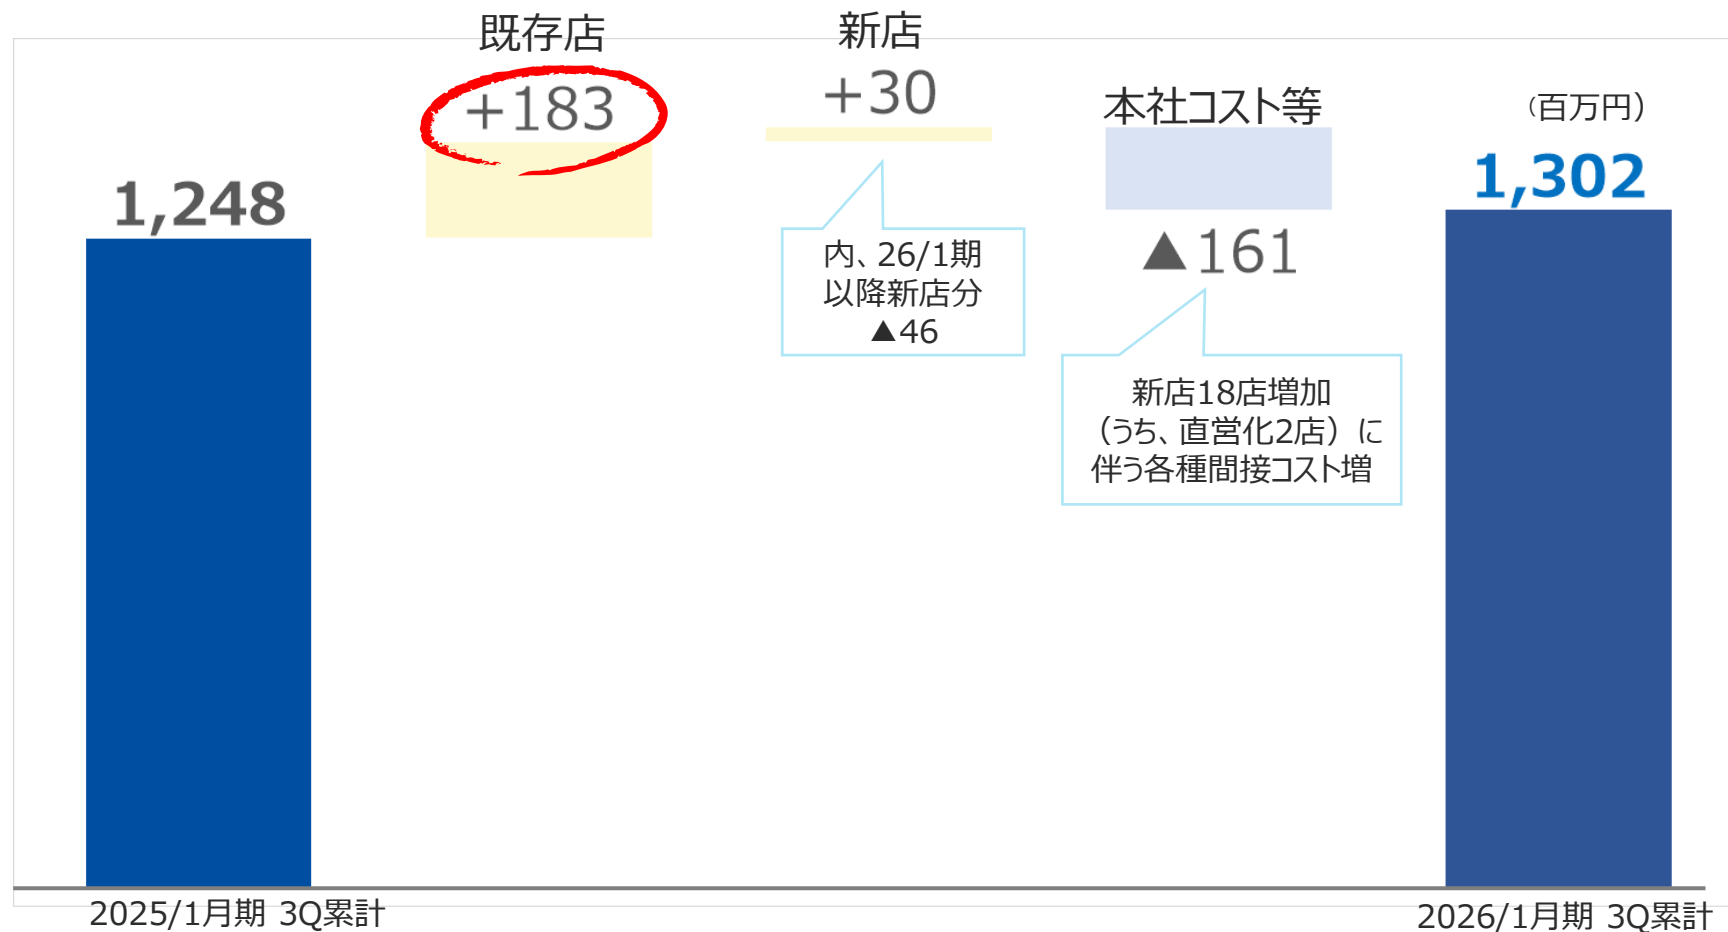 既存店
+183
新店
+30
本社コスト等
（百万円）
1,248
1,302
内、26/1期
以降新店分
▲46
▲161
新店18店増加
（うち、直営化2店）に
伴う各種間接コスト増
2025/1月期 3Q累計
2026/1月期 3Q累計